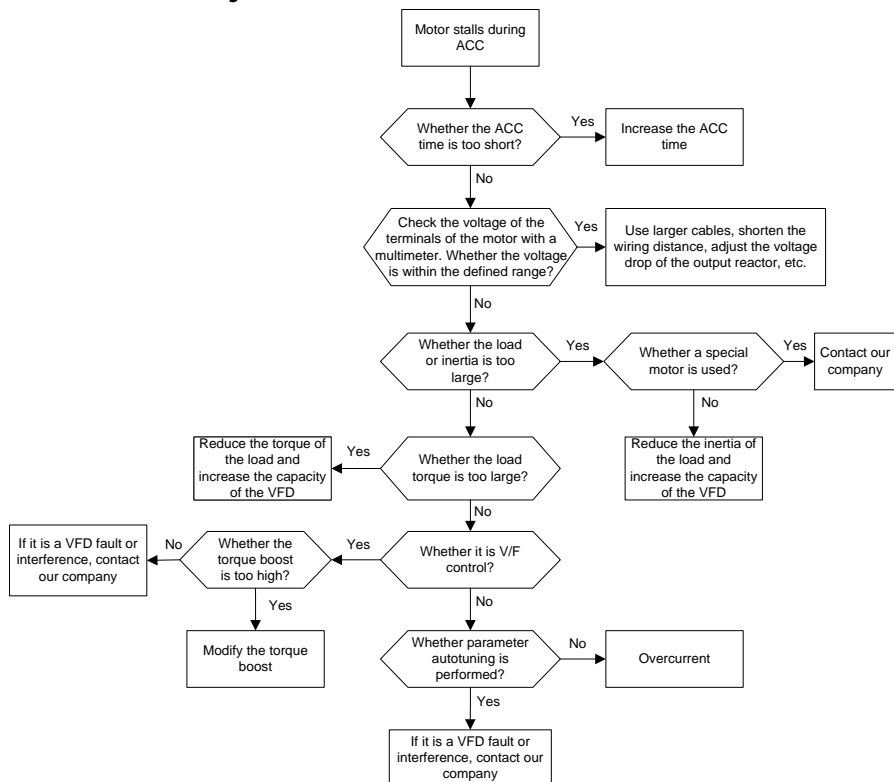 Motor stalls during
ACC
Whether the ACC
time is too short?
Yes
Increase the ACC
time
No
Check the voltage of the
terminals of the motor with a
multimeter. Whether the voltage
is within the defined range?
Yes
Use larger cables, shorten the
wiring distance, adjust the voltage
drop of the output reactor, etc.
No
Whether the load
or inertia is too
large?
Yes
Whether a special
motor is used?
Yes
Contact our
company
No
No
Reduce the torque of
the load and
increase the capacity
of the VFD
Yes
Whether the load
torque is too large?
Reduce the inertia of
the load and
increase the capacity
of the VFD
No
If it is a VFD fault or
interference, contact
our company
No
Whether the
torque boost
is too high?
Yes
Whether it is V/F
control?
Yes
No
Modify the torque
boost
Whether parameter
autotuning is
performed?
No
Overcurrent
Yes
If it is a VFD fault or
interference, contact our
company